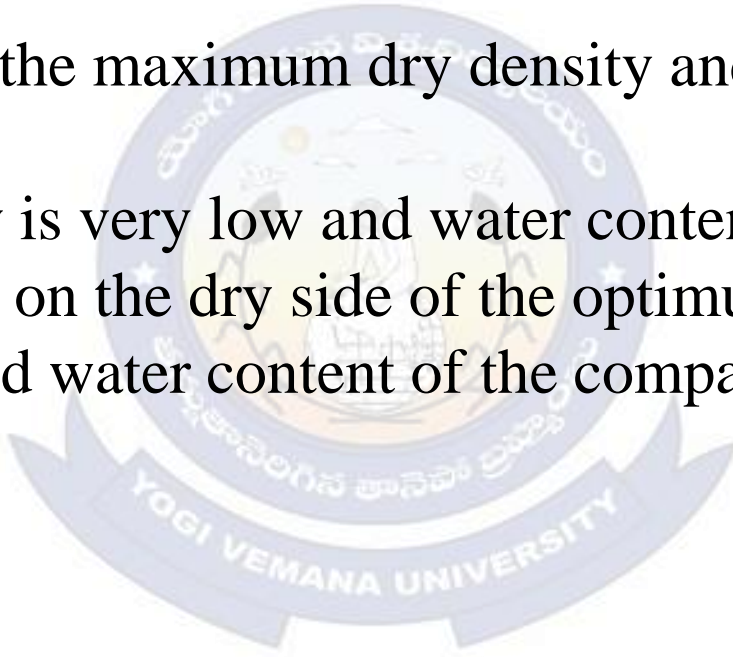 the maximum dry density and
is very low and water conten
on the dry side of the optimu
d water content of the compa
YOGI VEMANA UNIVERSITY